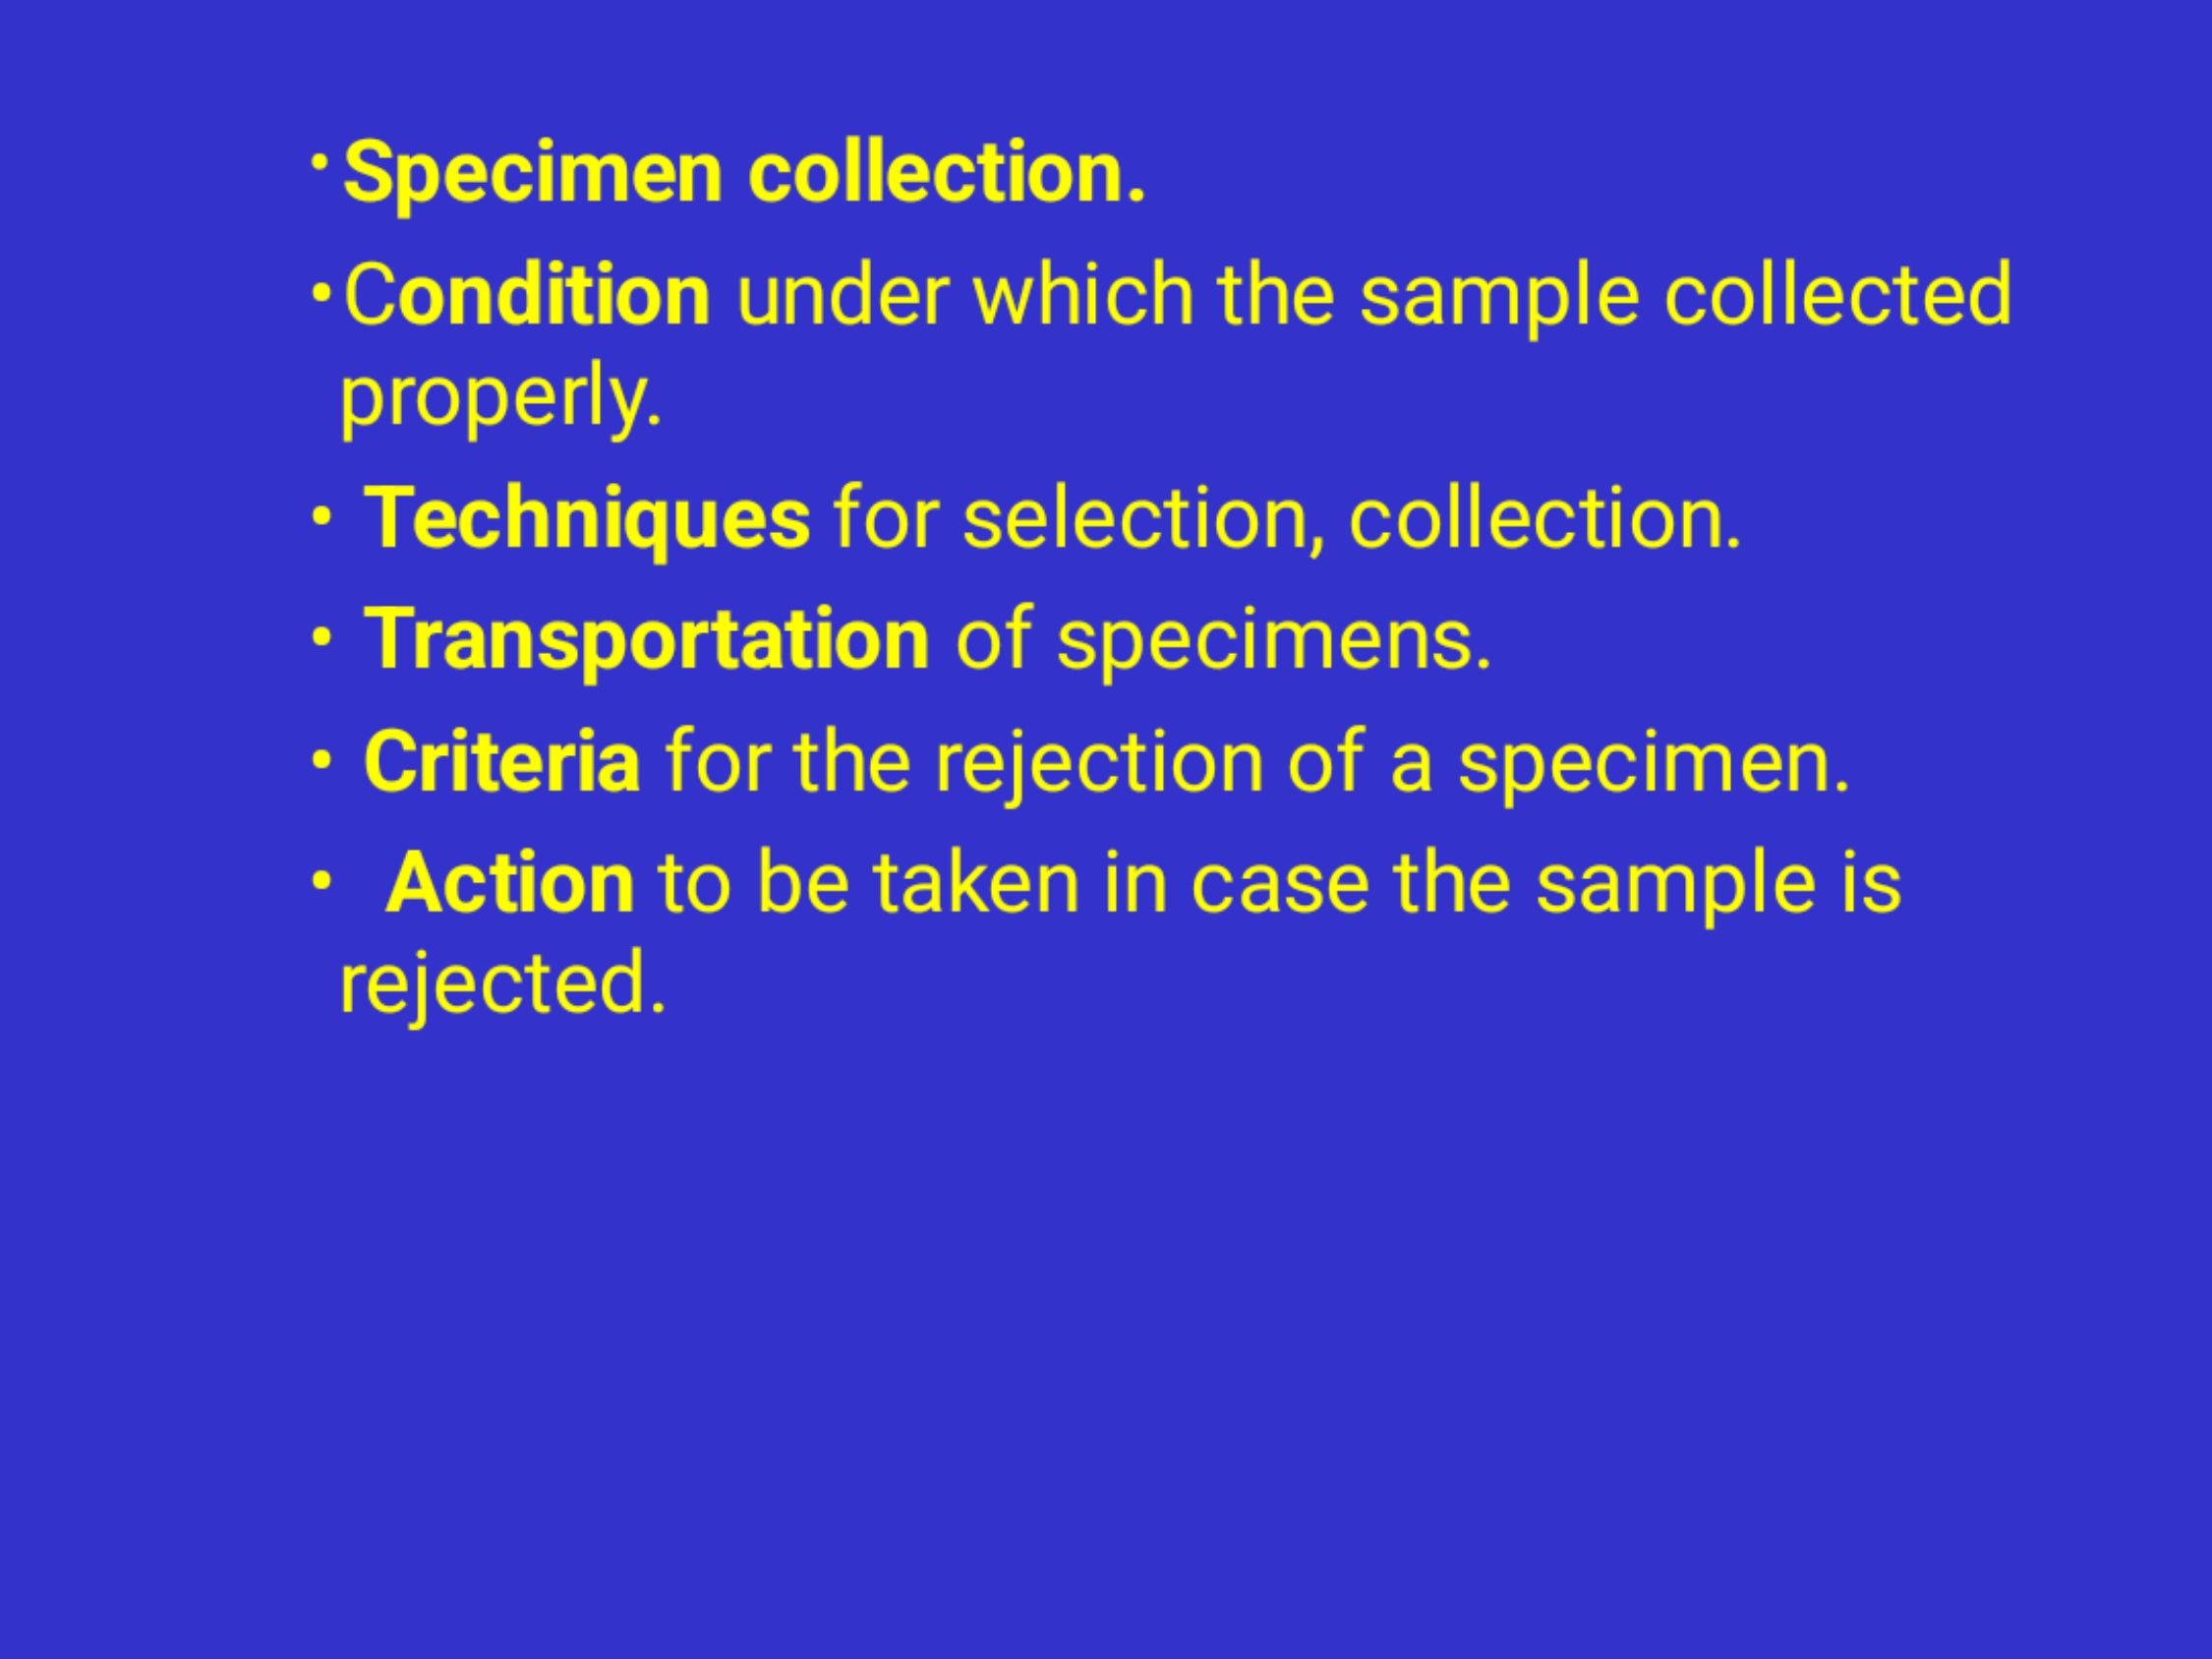 • Specimen collection.
• Condition under which the sample collected
properly.
• Techniques for selection, collection.
• Transportation of specimens.
• Criteria for the rejection of a specimen.
• Action to be taken in case the sample is
rejected.